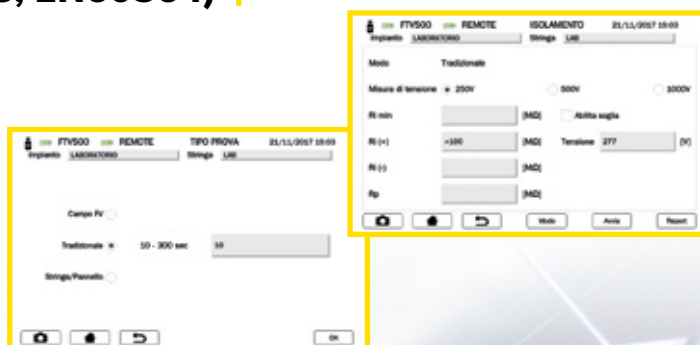 EN60364)
FTV500 REMOTE ISOLAMENTO 21/11/2017 18:03
Impianto LABORATORIO Stringa LAB
Modo Tradizionale
Misura di tensione 250V 500V 1000V
Ri min [MΩ] Abilita soglia
Ri (+) >100 [MΩ] Tensione 277 [V]
Ri (-) [MΩ]
Rp [MΩ]
Modo Avvia Report
FTV500 REMOTE TIPO PROVA 21/11/2017 18:03
Impianto LABORATORIO Stringa LAB
Campo FV
Tradizionale 10 - 300 sec 10
Stringa/Pannello
OK